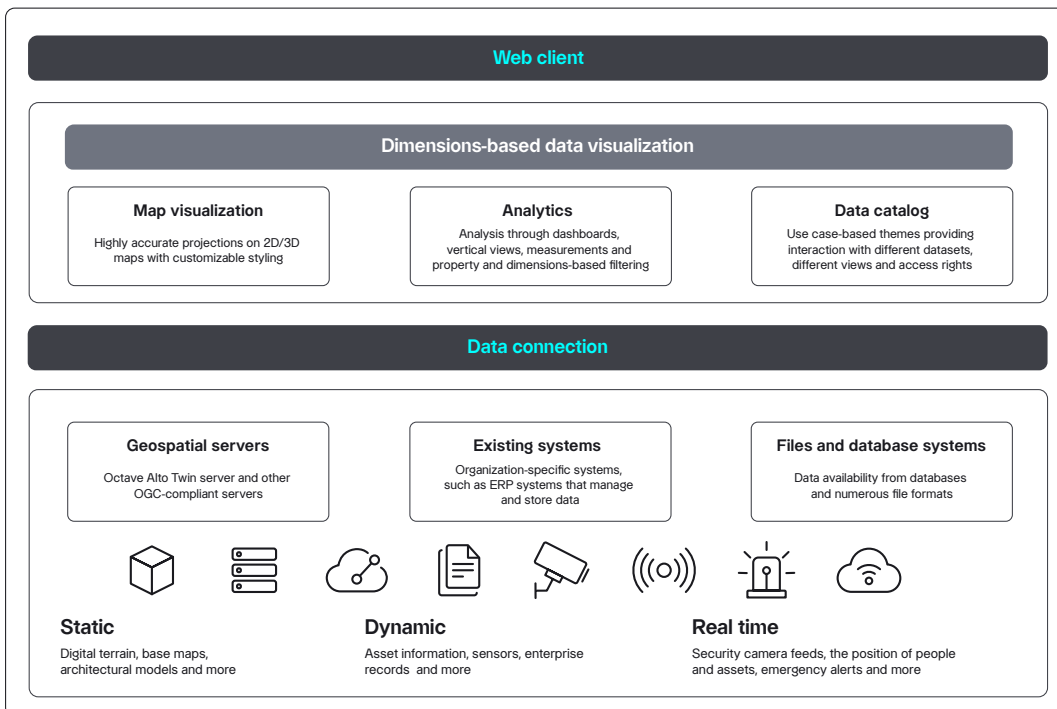 Web client
Dimensions-based data visualization
Map visualization
Highly accurate projections on 2D/3D
maps with customizable styling
Analytics
Analysis through dashboards,
vertical views, measurements and
property and dimensions-based filtering
Data catalog
Use case-based themes providing
interaction with different datasets,
different views and access rights
Data connection
Geospatial servers
Octave Alto Twin server and other
OGC-compliant servers
Existing systems
Organization-specific systems,
such as ERP systems that manage
and store data
Files and database systems
Data availability from databases
and numerous file formats
Static
Digital terrain, base maps,
architectural models and more
Dynamic
Asset information, sensors, enterprise
records and more
Real time
Security camera feeds, the position of people
and assets, emergency alerts and more